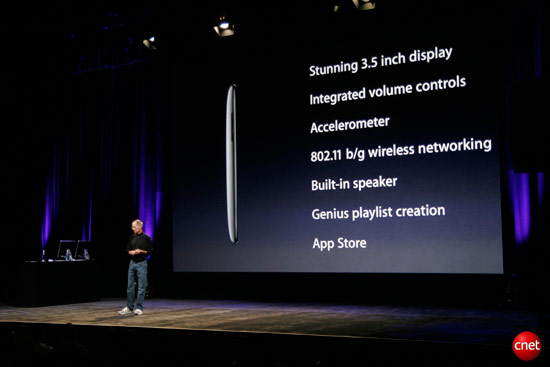 Stunning 3.5 inch display
Integrated volume controls
Accelerometer
802.11 b/g wireless networking
Built-in speaker
Genius playlist creation
App Store
cnet